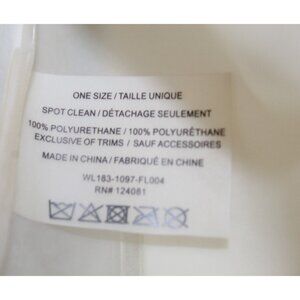 ONE SIZE / TAILLE UNIQUE
SPOT CLEAN / DÉTACHAGE SEULEMENT
100% POLYURETHANE / 100% POLYURÉTHANE
EXCLUSIVE OF TRIMS / SAUF ACCESSOIRES
MADE IN CHINA / FABRIQUÉ EN CHINE
WL183-1097-FL004
RN# 124081